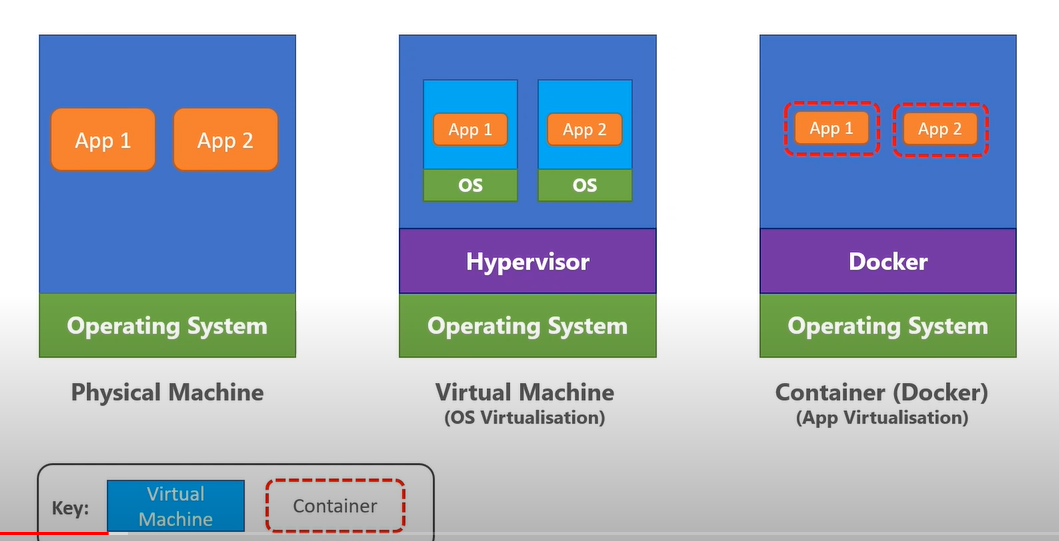 App 1
App 2
Operating System
Physical Machine
App 1
App 2
OS
OS
Hypervisor
Operating System
Virtual Machine
(OS Virtualisation)
App 1
App 2
Docker
Operating System
Container (Docker)
(App Virtualisation)
Key:
Virtual
Machine
Container